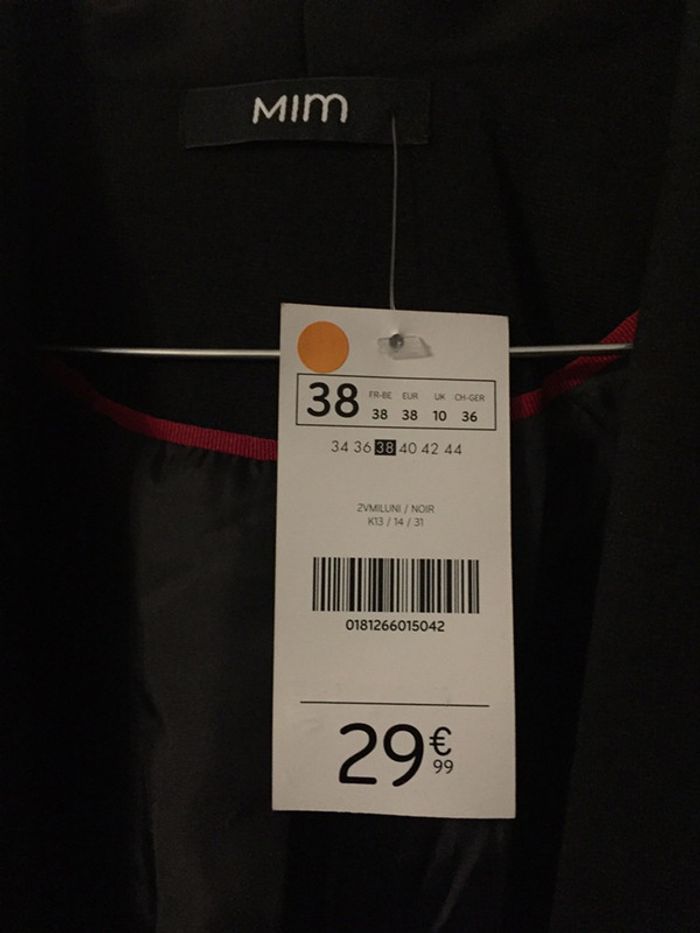 MIM
38 FR-BE EUR UK CH-GER
38 38 10 36
34 36 38 40 42 44
2VMILUNI / NOIR
K13 / 14 / 31
0181266015042
29€99